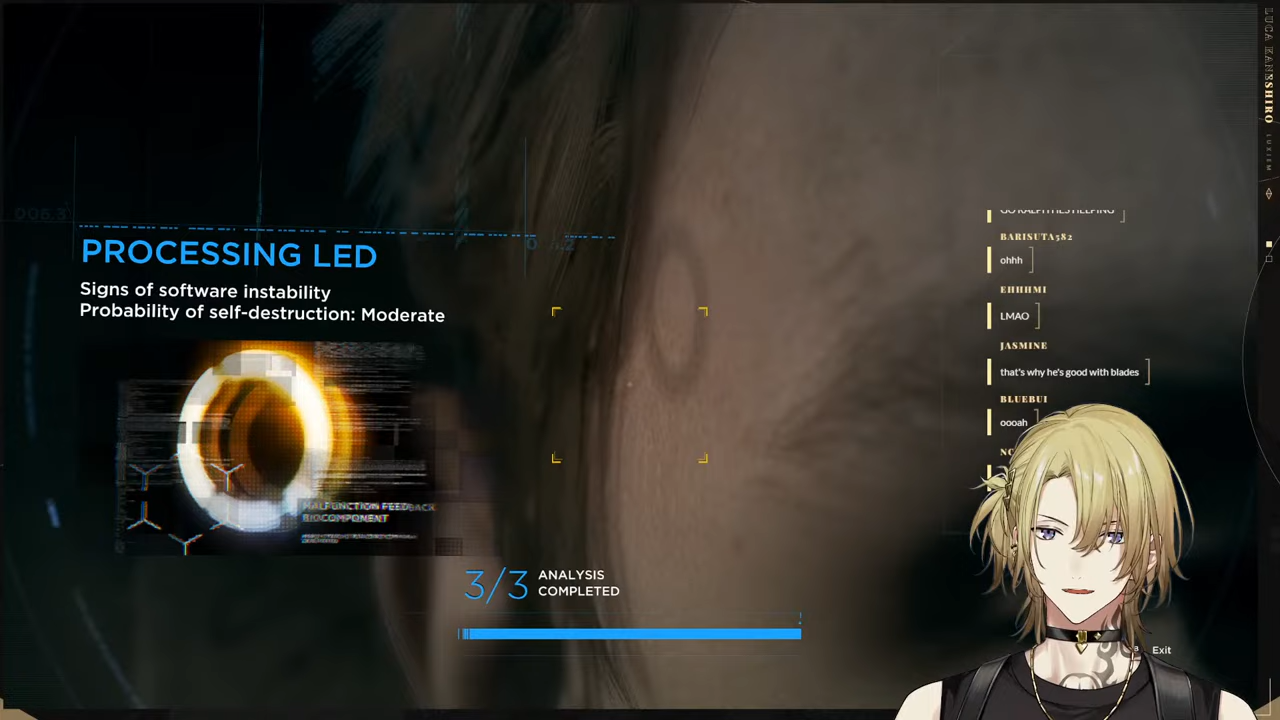 PROCESSING LED
Signs of software instability
Probability of self-destruction: Moderate
MALFUNCTION FEEDBACK
BIOCOMPONENT
3/3
ANALYSIS
COMPLETED
BARISUTA582
ohhh
EHHHMI
LMAO
JASMINE
that's why he's good with blades
BLUEBUI
oooah
Exit
LUCA KANESHIRO
LUXIEM